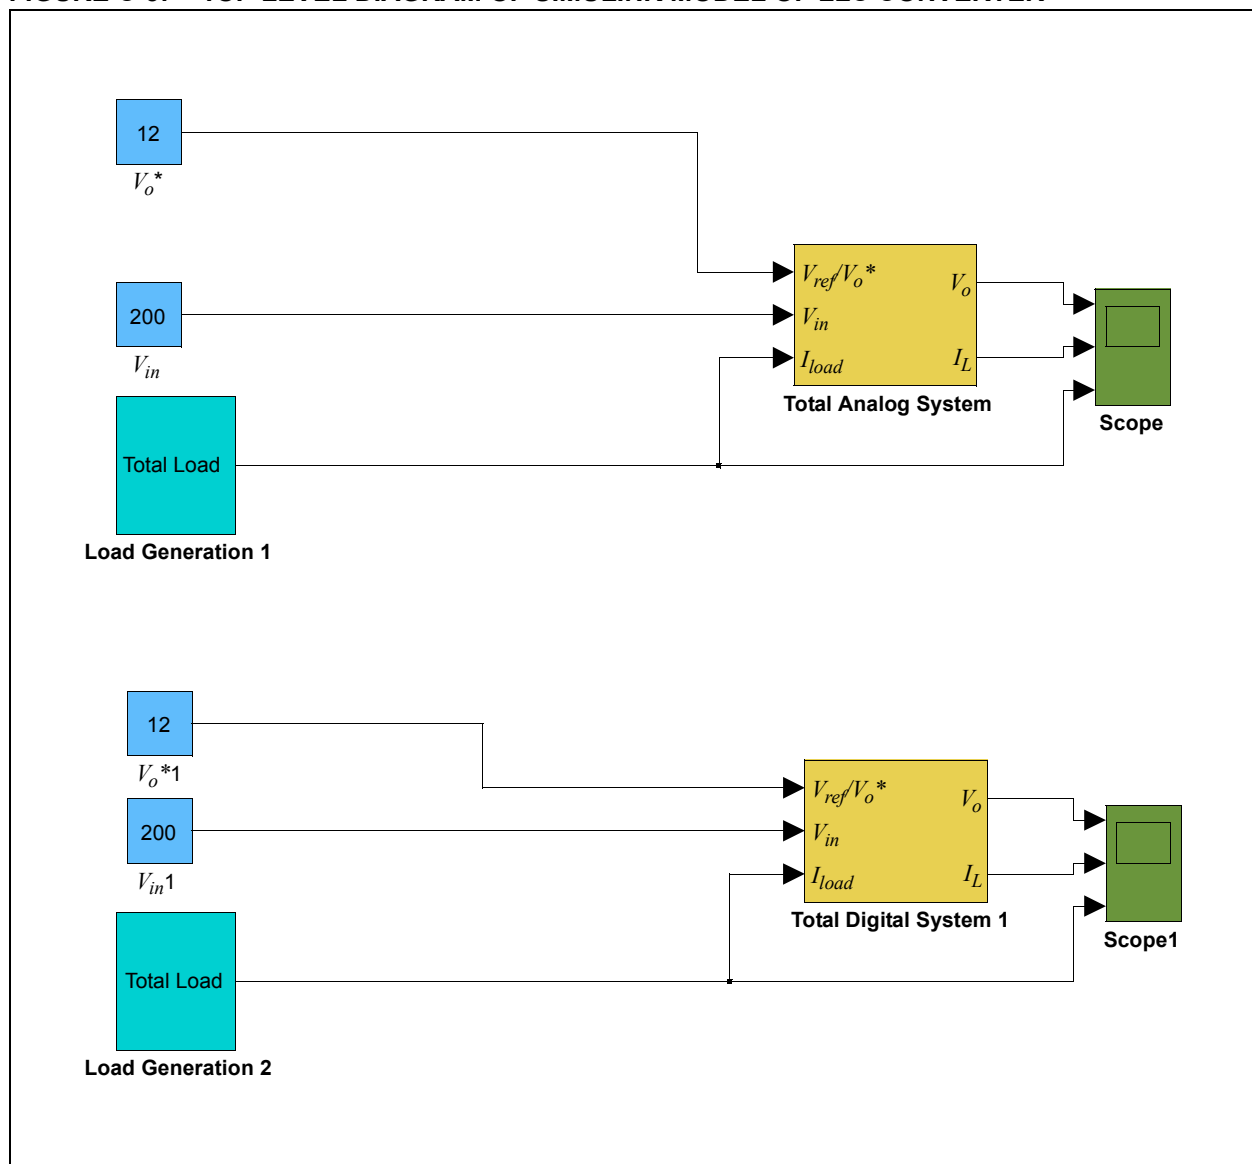 12
Vo*
200
Vin
Total Load
Load Generation 1
Vref/Vo*
Vin
Iload
Vo
IL
Total Analog System
Scope
12
Vo*1
200
Vin1
Total Load
Load Generation 2
Vref/Vo*
Vin
Iload
Vo
IL
Total Digital System 1
Scope1